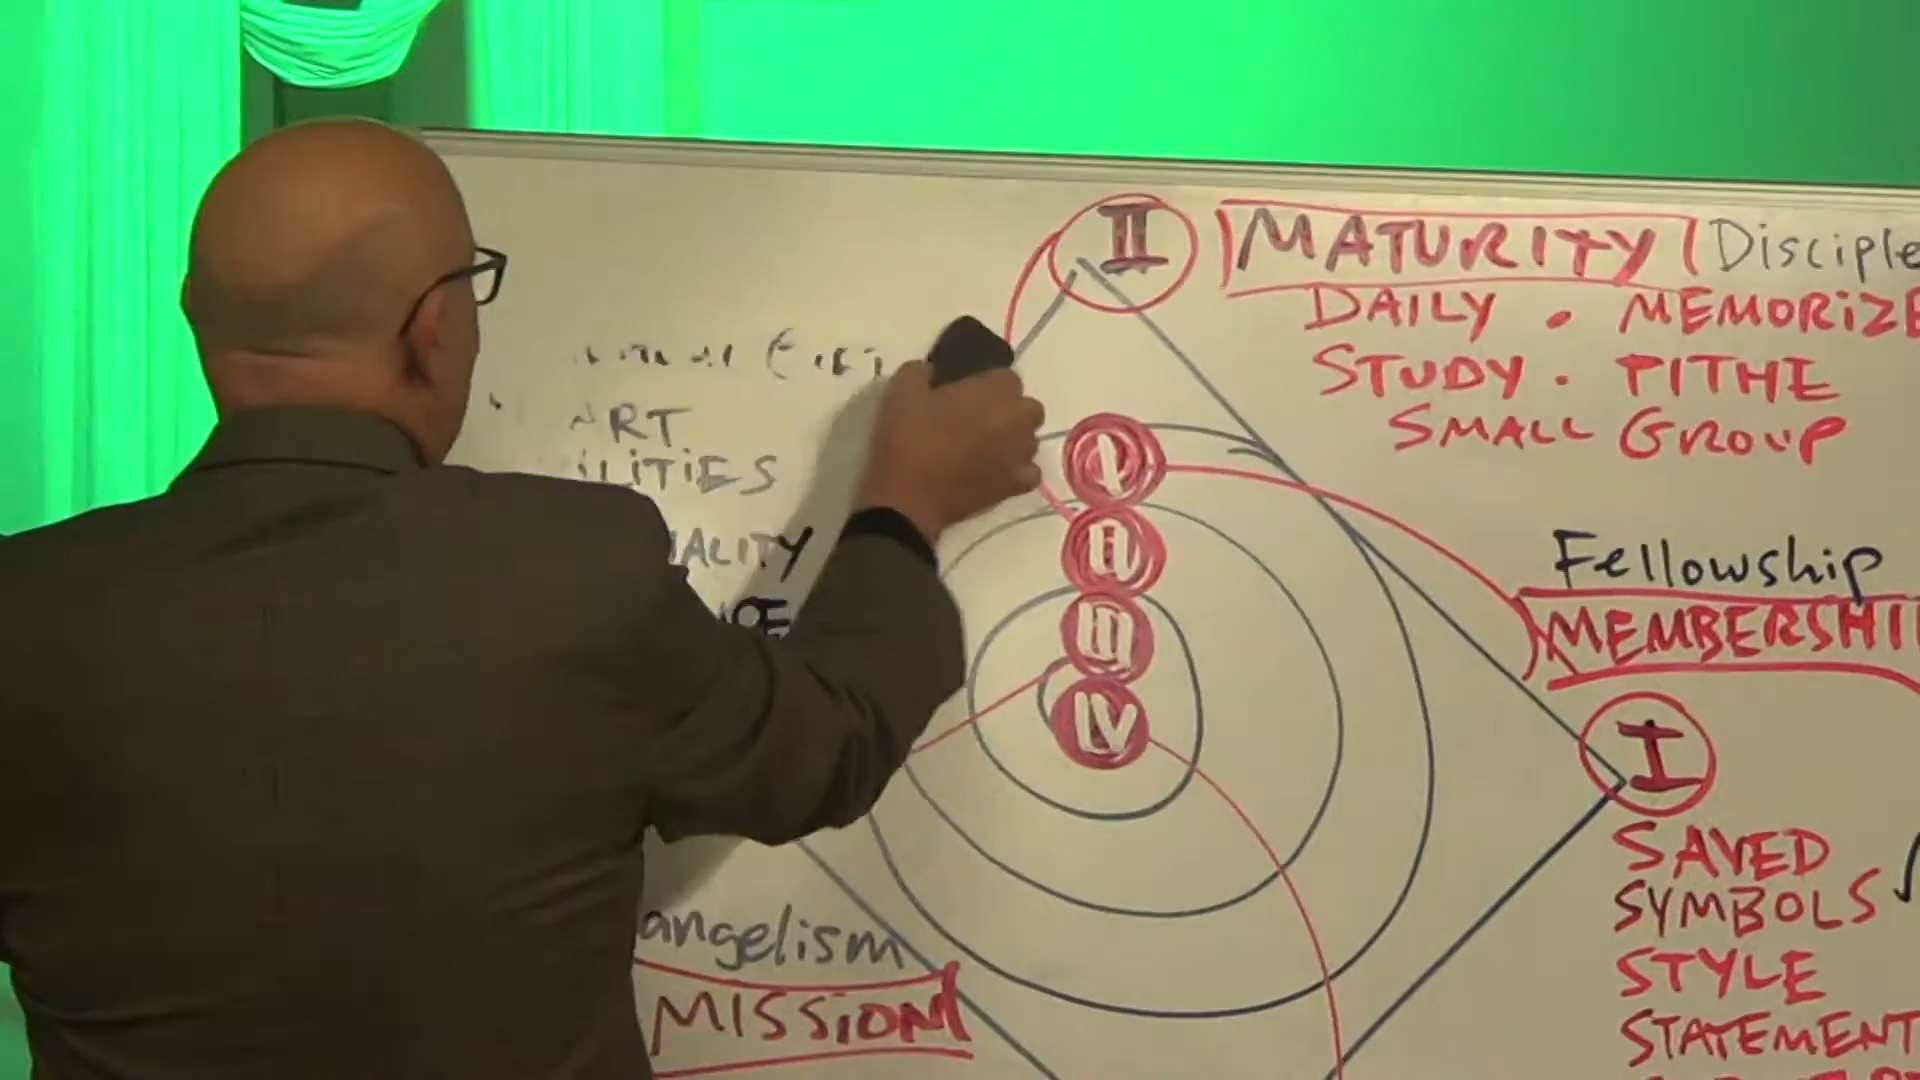 II
MATURITY (Disciple
DAILY • MEMORIZE
STUDY • TITHE
SMALL GROUP
RT
LITIES
ALITY
I
II
III
IV
Fellowship
MEMBERSHI
I
SAVED
SYMBOLS
STYLE
STATEMENT
angelism
MISSION